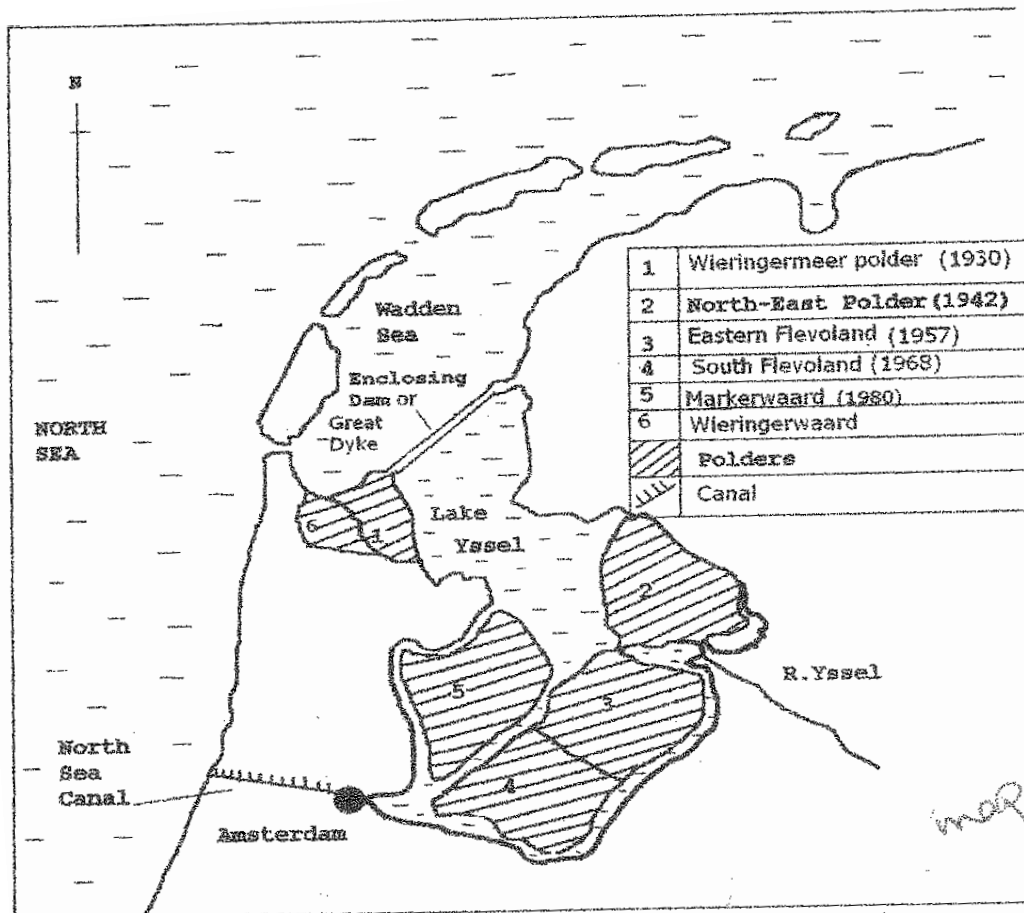 N
Wadden
Sea
Enclosing
Dam or
Great
Dyke
NORTH
SEA
1 Wieringermeer polder (1930)
2 North-East Polder (1942)
3 Eastern Flevoland (1957)
4 South Flevoland (1968)
5 Markerwaard (1980)
6 Wieringerwaard
Polders
Canal
Lake
Yssel
6
1
2
R.Yssel
5
3
4
North
Sea
Canal
Amsterdam
map